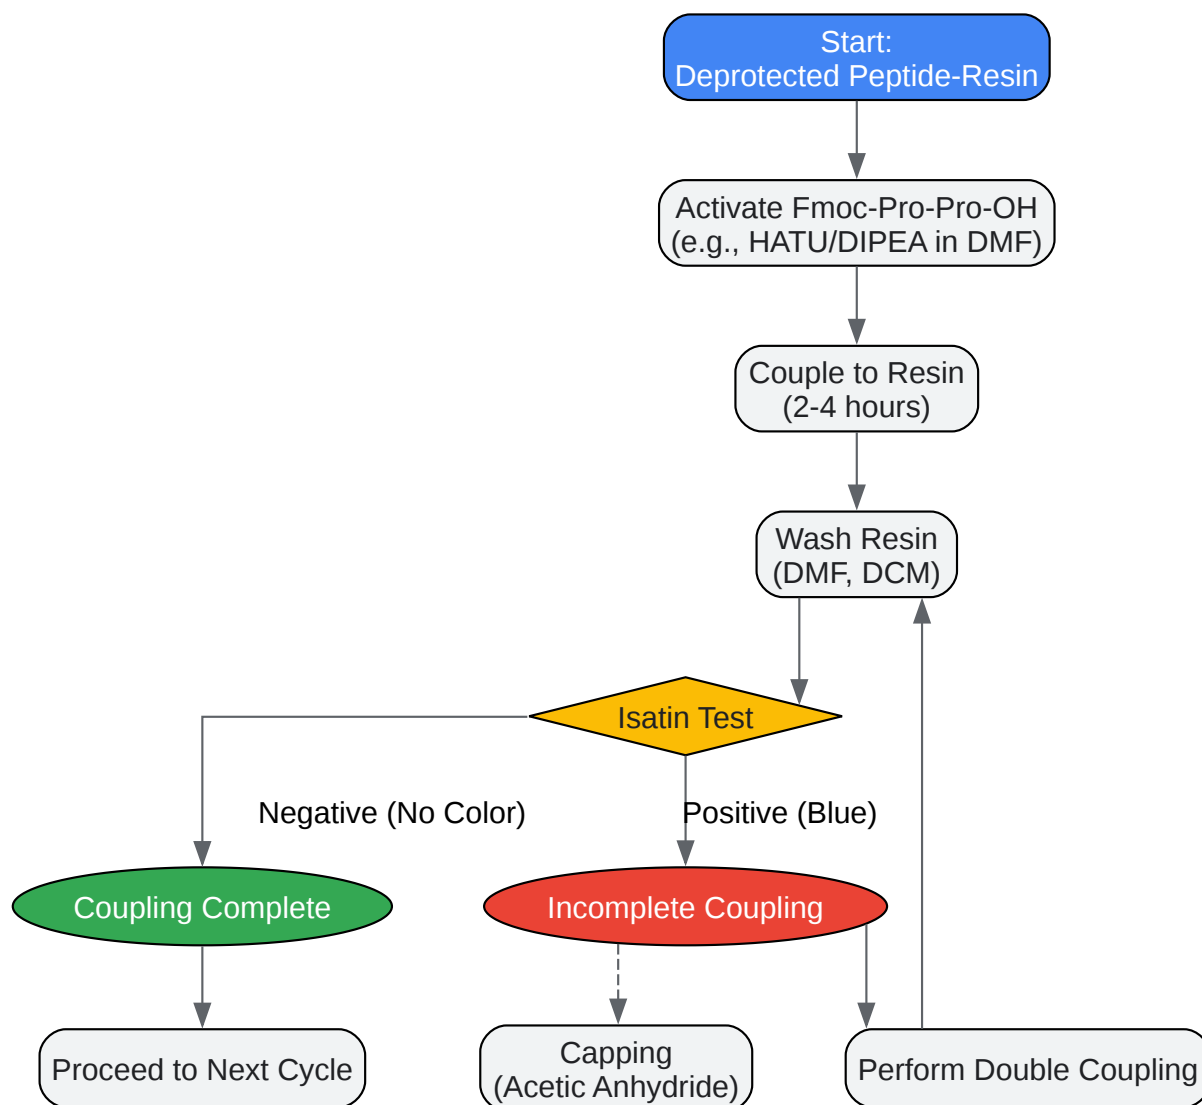 Start:
Deprotected Peptide-Resin
Activate Fmoc-Pro-Pro-OH
(e.g., HATU/DIPEA in DMF)
Couple to Resin
(2-4 hours)
Wash Resin
(DMF, DCM)
Isatin Test
Negative (No Color)
Positive (Blue)
Coupling Complete
Incomplete Coupling
Proceed to Next Cycle
Capping
(Acetic Anhydride)
Perform Double Coupling